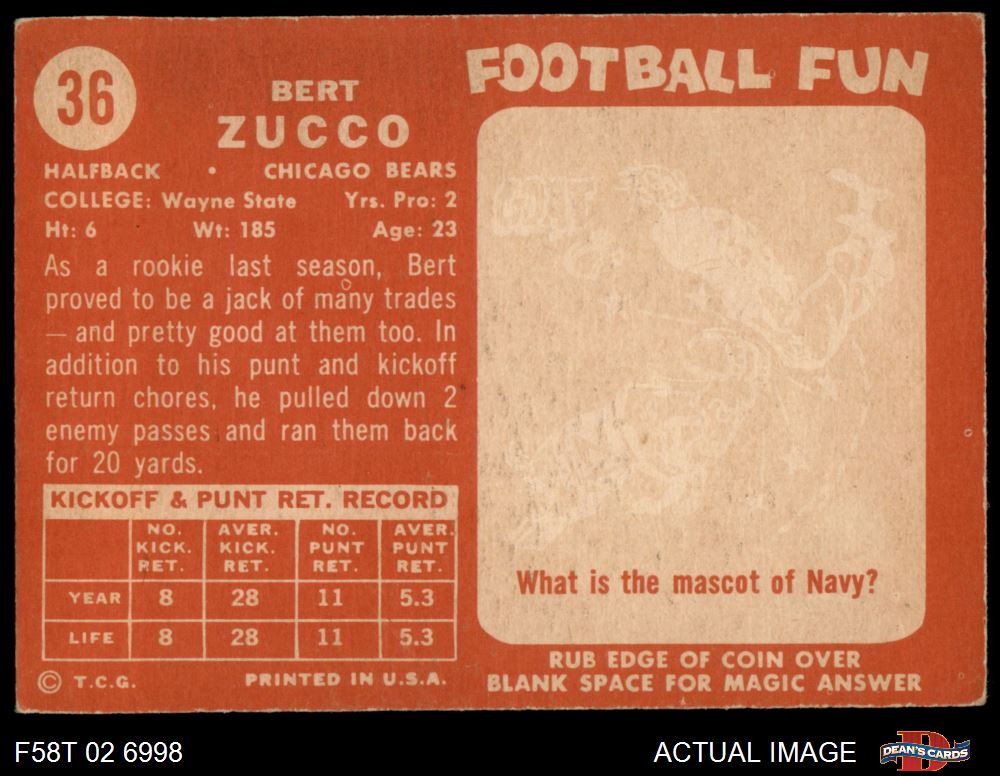 36
BERT
ZUCCO
HALFBACK • CHICAGO BEARS
COLLEGE: Wayne State Yrs. Pro: 2
Ht: 6 Wt: 185 Age: 23
As a rookie last season, Bert
proved to be a jack of many trades
— and pretty good at them too. In
addition to his punt and kickoff
return chores, he pulled down 2
enemy passes and ran them back
for 20 yards.
KICKOFF & PUNT RET. RECORD
NO. KICK. RET. AVER. KICK. RET. NO. PUNT RET. AVER. PUNT RET.
YEAR 8 28 11 5.3
LIFE 8 28 11 5.3
© T.C.G. PRINTED IN U.S.A.
FOOTBALL FUN
What is the mascot of Navy?
RUB EDGE OF COIN OVER
BLANK SPACE FOR MAGIC ANSWER
F58T 02 6998
ACTUAL IMAGE
D
DEAN'S CARDS